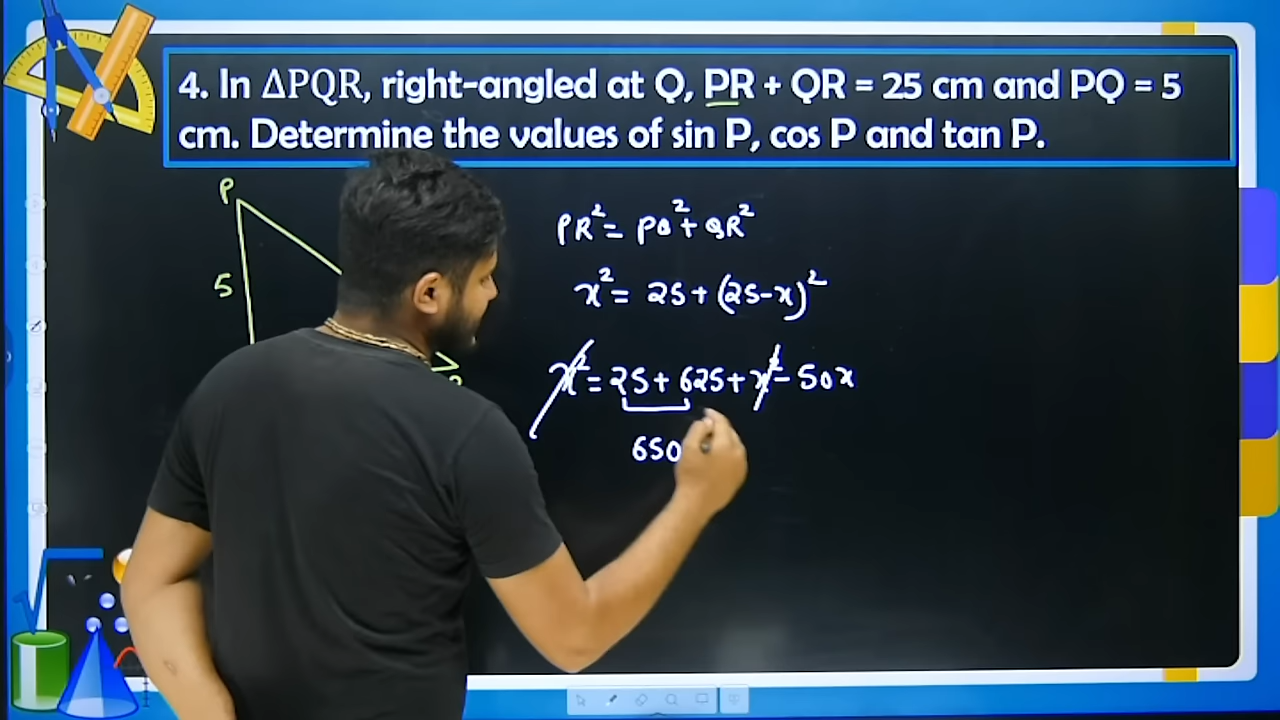 4. In ΔPQR, right-angled at Q, PR + QR = 25 cm and PQ = 5
cm. Determine the values of sin P, cos P and tan P.
P
5
PR² = PQ² + QR²
x² = 25 + (25-x)²
x² = 25 + 625 + x² - 50x
650